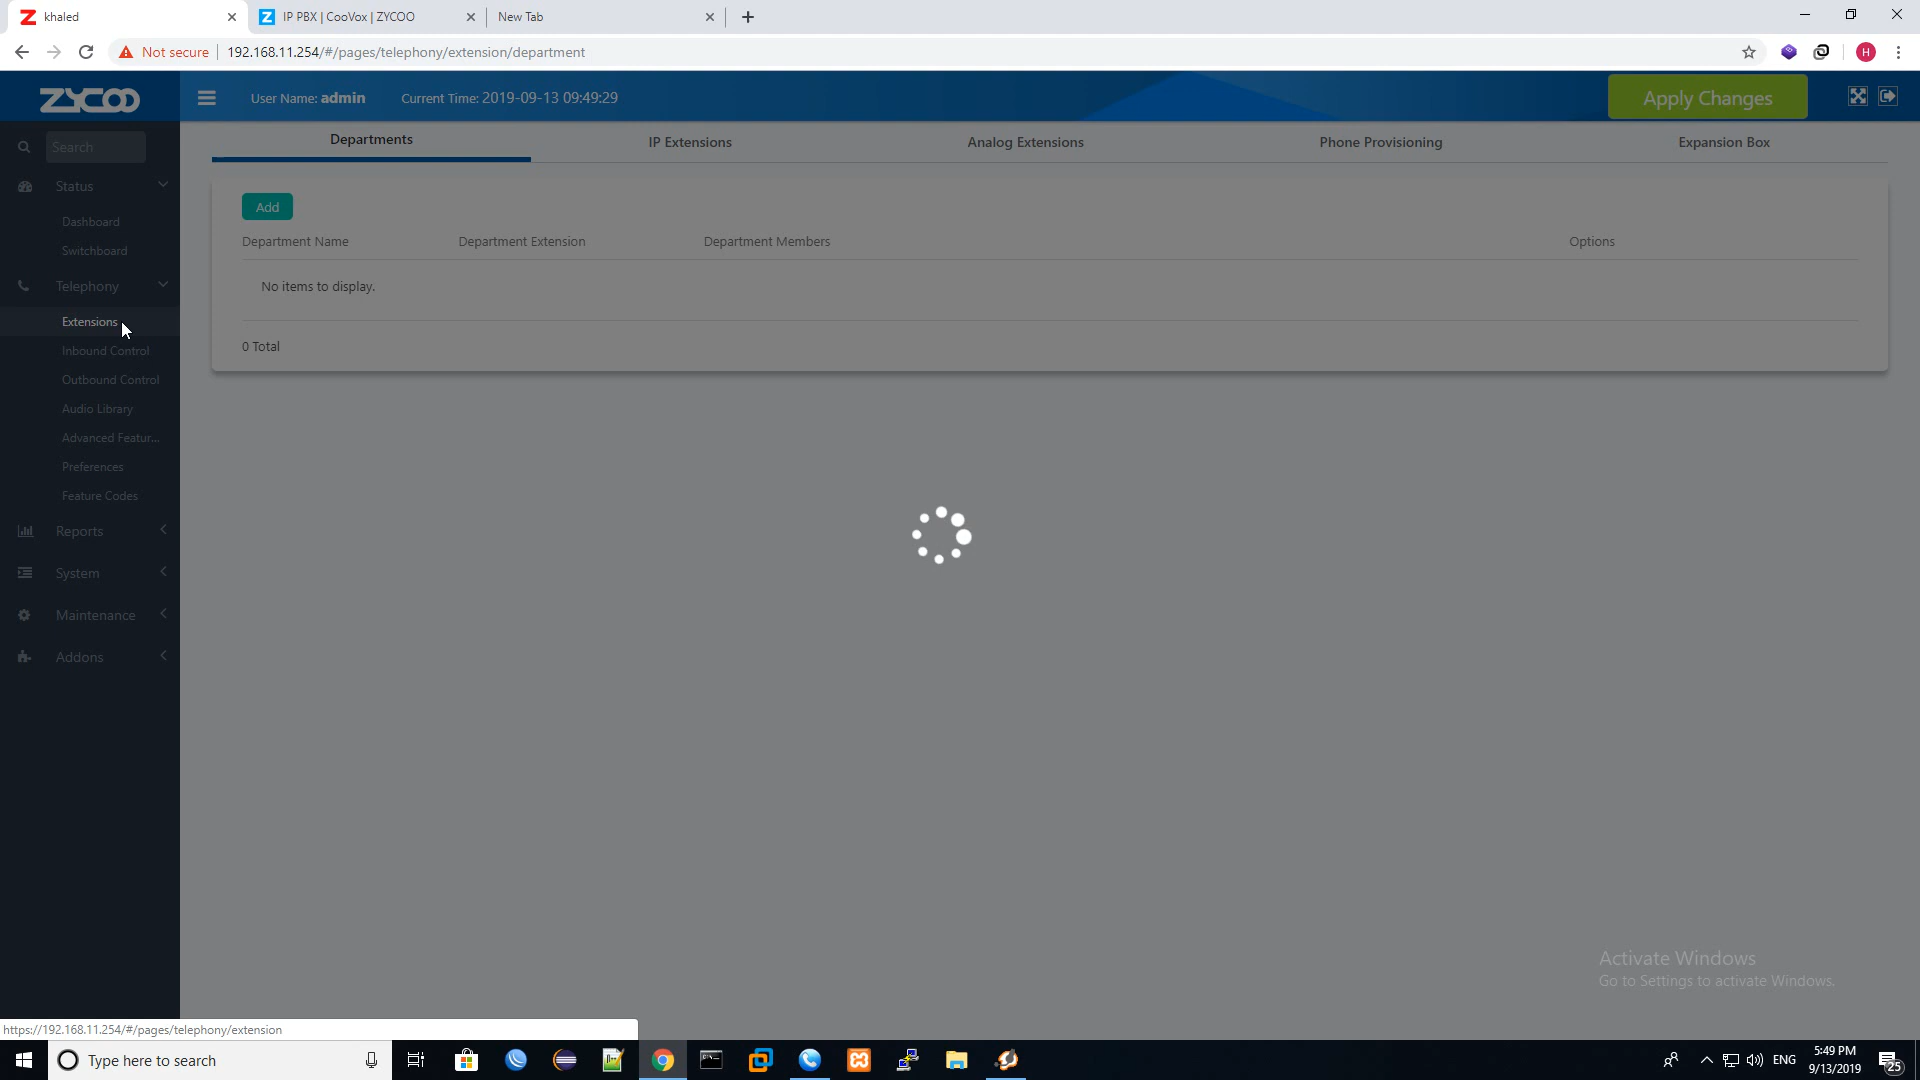 khaled
IP PBX | CooVox | ZYCOO
New Tab
Not secure
192.168.11.254/#/pages/telephony/extension/department
H
ZYCOO
User Name: admin
Current Time: 2019-09-13 09:49:29
Apply Changes
Search
Departments
IP Extensions
Analog Extensions
Phone Provisioning
Expansion Box
Status
Dashboard
Switchboard
Telephony
Extensions
Inbound Control
Outbound Control
Audio Library
Advanced Featur...
Preferences
Feature Codes
Reports
System
Maintenance
Addons
Add
Department Name
Department Extension
Department Members
Options
No items to display.
0 Total
Activate Windows
Go to Settings to activate Windows.
https://192.168.11.254/#/pages/telephony/extension
Type here to search
ENG
5:49 PM
9/13/2019
25